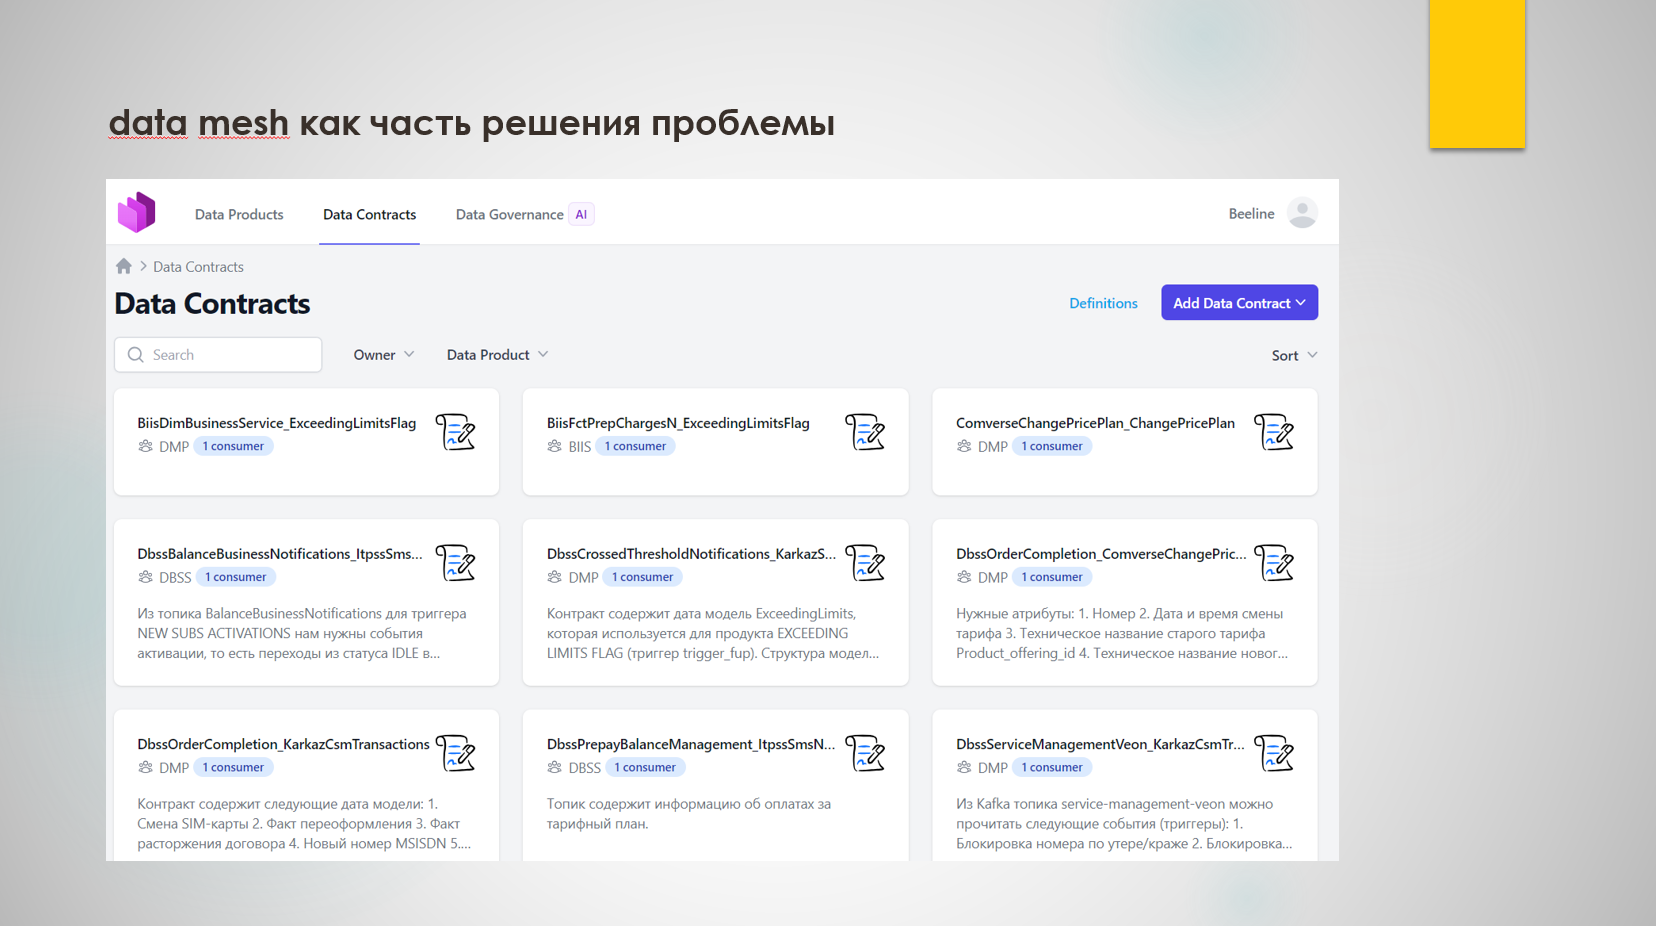 data mesh как часть решения проблемы
Data Products
Data Contracts
Data Governance AI
Beeline
Data Contracts
Data Contracts
Definitions
Add Data Contract
Search
Owner
Data Product
Sort
BiisDimBusinessService_ExceedingLimitsFlag
DMP 1 consumer
BiisFctPrepChargesN_ExceedingLimitsFlag
BIIS 1 consumer
ComverseChangePricePlan_ChangePricePlan
DMP 1 consumer
DbssBalanceBusinessNotifications_ItpssSms...
DBSS 1 consumer
Из топика BalanceBusinessNotifications для триггера
NEW SUBS ACTIVATIONS нам нужны события
активации, то есть переходы из статуса IDLE в...
DbssCrossedThresholdNotifications_KarkazS...
DMP 1 consumer
Контракт содержит дата модель ExceedingLimits,
которая используется для продукта EXCEEDING
LIMITS FLAG (триггер trigger_fup). Структура модел...
DbssOrderCompletion_ComverseChangePric...
DMP 1 consumer
Нужные атрибуты: 1. Номер 2. Дата и время смены
тарифа 3. Техническое название старого тарифа
Product_offering_id 4. Техническое название новог...
DbssOrderCompletion_KarkazCsmTransactions
DMP 1 consumer
Контракт содержит следующие дата модели: 1.
Смена SIM-карты 2. Факт переоформления 3. Факт
расторжения договора 4. Новый номер MSISDN 5....
DbssPrepayBalanceManagement_ItpssSmsN...
DBSS 1 consumer
Топик содержит информацию об оплатах за
тарифный план.
DbssServiceManagementVeon_KarkazCsmTr...
DMP 1 consumer
Из Kafka топика service-management-veon можно
прочитать следующие события (триггеры): 1.
Блокировка номера по утере/краже 2. Блокировка...